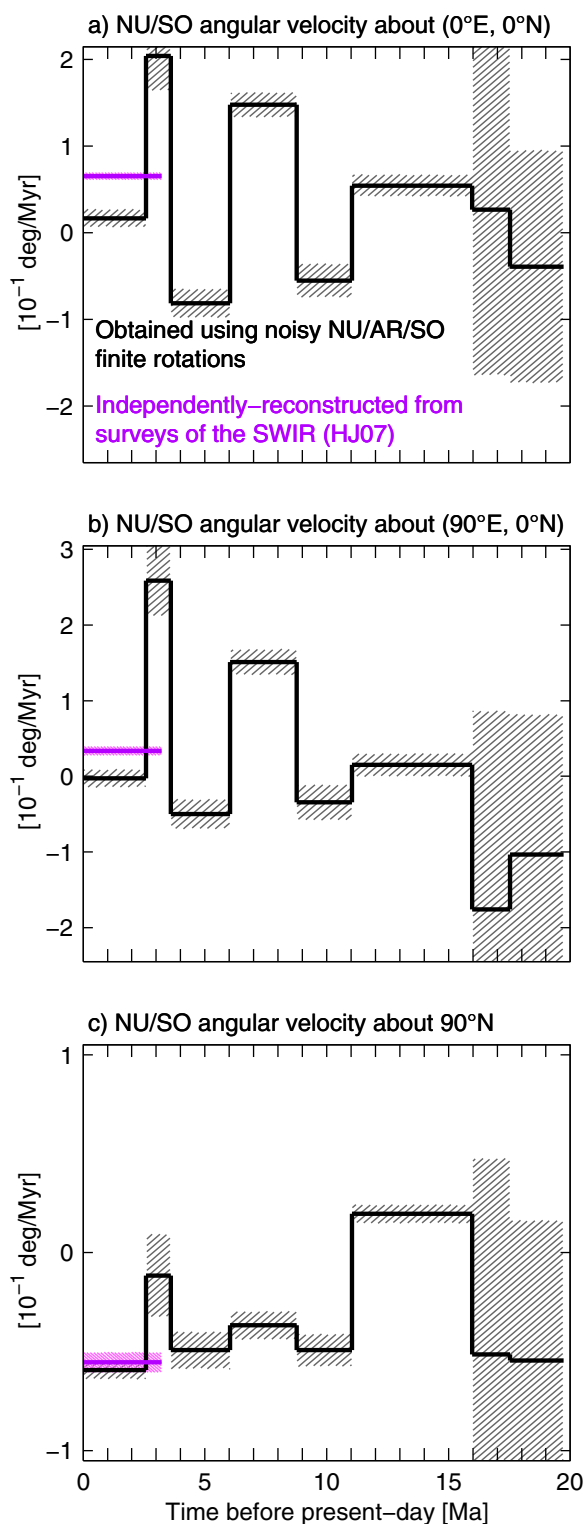 a) NU/SO angular velocity about (0°E, 0°N)
2
1
0
−1
−2
[10⁻¹ deg/Myr]
Obtained using noisy NU/AR/SO
finite rotations
Independently−reconstructed from
surveys of the SWIR (HJ07)
b) NU/SO angular velocity about (90°E, 0°N)
3
2
1
0
−1
−2
[10⁻¹ deg/Myr]
c) NU/SO angular velocity about 90°N
1
0
−1
[10⁻¹ deg/Myr]
0 5 10 15 20
Time before present−day [Ma]